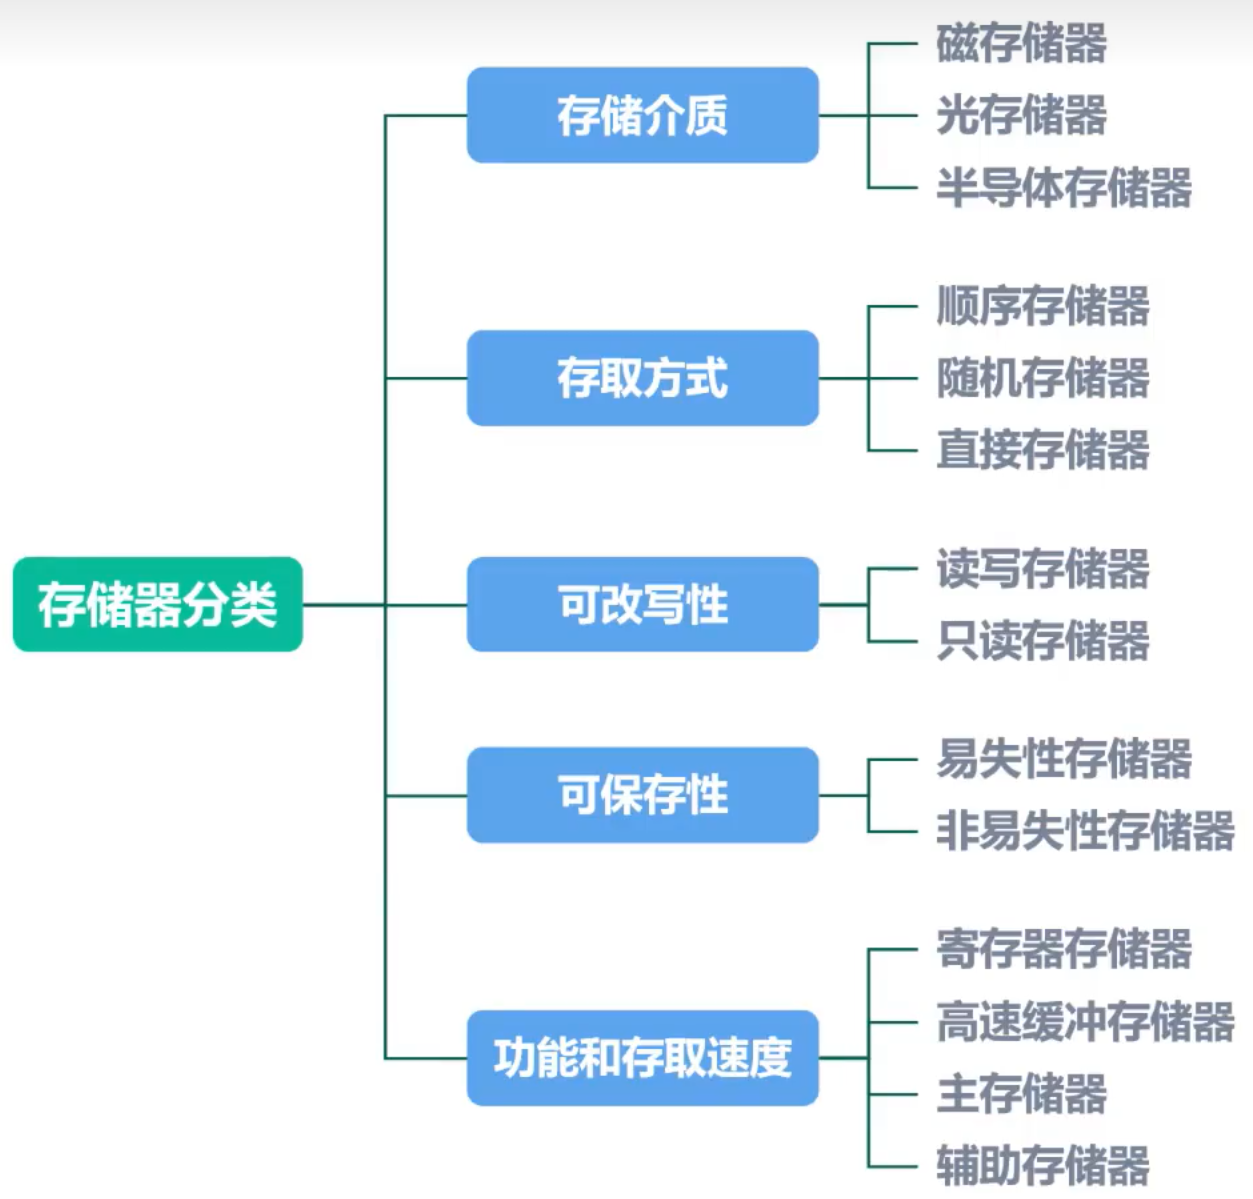 存储器分类
存储介质
磁存储器
光存储器
半导体存储器
存取方式
顺序存储器
随机存储器
直接存储器
可改写性
读写存储器
只读存储器
可保存性
易失性存储器
非易失性存储器
功能和存取速度
寄存器存储器
高速缓冲存储器
主存储器
辅助存储器